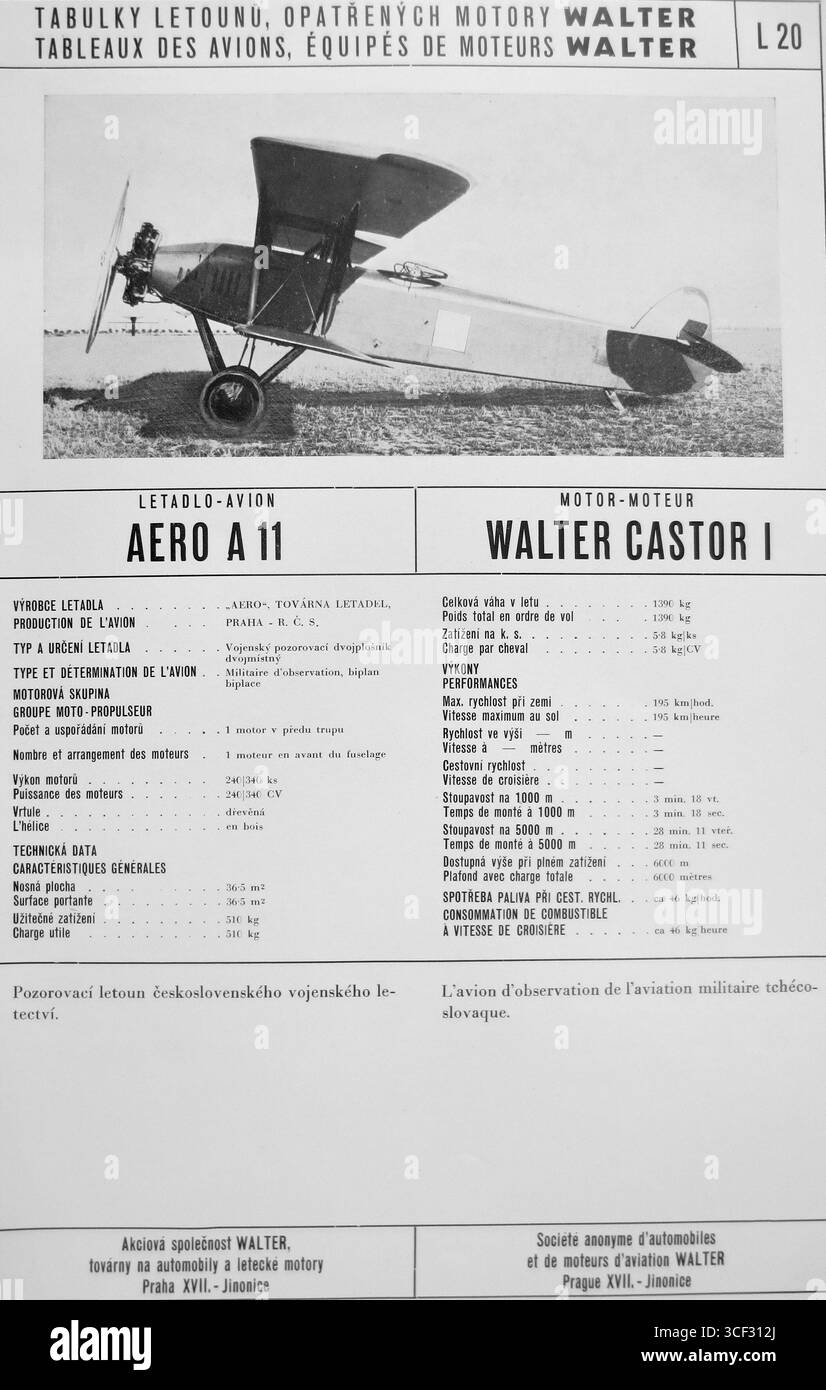 TABULKY LETOUNŮ, OPATŘENÝCH MOTORY WALTER
TABLEAUX DES AVIONS, ÉQUIPÉS DE MOTEURS WALTER
L 20
LETADLO-AVION
AERO A 11
MOTOR-MOTEUR
WALTER CASTOR I
VÝROBCE LETADLA . . . . . . . „AERO“, TOVÁRNA LETADEL,
PRODUCTION DE L'AVION . . . . PRAHA - R. Č. S.
TYP A URČENÍ LETADLA . . . . . . Vojenský pozorovací dvojplošník
dvojmístný
TYPE ET DÉTERMINATION DE L'AVION . . Militaire d'observation, biplan
biplace
MOTOROVÁ SKUPINA
GROUPE MOTO-PROPULSEUR
Počet a uspořádání motorů . . . . . 1 motor v předu trupu
Nombre et arrangement des moteurs . 1 moteur en avant du fuselage
Výkon motorů . . . . . . . . 240|340 ks
Puissance des moteurs . . . . . . . 240|340 CV
Vrtule . . . . . . . . . . . dřevěná
L'hélice . . . . . . . . . . . en bois
TECHNICKÁ DATA
CARACTÉRISTIQUES GÉNÉRALES
Nosná plocha . . . . . . . . . 36·5 m²
Surface portante . . . . . . . . 36·5 m²
Užitečné zatížení . . . . . . . . 510 kg
Charge utile . . . . . . . . . 510 kg
Celková váha v letu . . . . . . . . 1390 kg
Poids total en ordre de vol . . . 1390 kg
Zatížení na k. s. . . . . . . . . . 5·8 kg|ks
Charge par cheval . . . . . . . . 5·8 kg|CV
VÝKONY
PERFORMANCES
Max. rychlost při zemi . . . . . . 195 km|hod.
Vitesse maximum au sol . . . . . . 195 km|heure
Rychlost ve výši — m . . . . . —
Vitesse à — mètres . . . . . —
Cestovní rychlost . . . . . . . . —
Vitesse de croisière . . . . . . . —
Stoupavost na 1000 m . . . . . . 3 min. 18 vt.
Temps de monté à 1000 m . . . . 3 min. 18 sec.
Stoupavost na 5000 m . . . . . . 28 min. 11 vteř.
Temps de monté à 5000 m . . . . 28 min. 11 sec.
Dostupná výše při plném zatížení . . . 6000 m
Plafond avec charge totale . . . . . 6000 mètres
SPOTŘEBA PALIVA PŘI CEST. RYCHL. . . ca 46 kg|hod.
CONSOMMATION DE COMBUSTIBLE
À VITESSE DE CROISIÈRE . . . . . . ca 46 kg heure
Pozorovací letoun československého vojenského le-
tectví.
L'avion d'observation de l'aviation militaire tchéco-
slovaque.
Akciová společnost WALTER,
továrny na automobily a letecké motory
Praha XVII. - Jinonice
Société anonyme d'automobiles
et de moteurs d'aviation WALTER
Prague XVII. - Jinonice
alamy
Image ID: 3CF312J
www.alamy.com